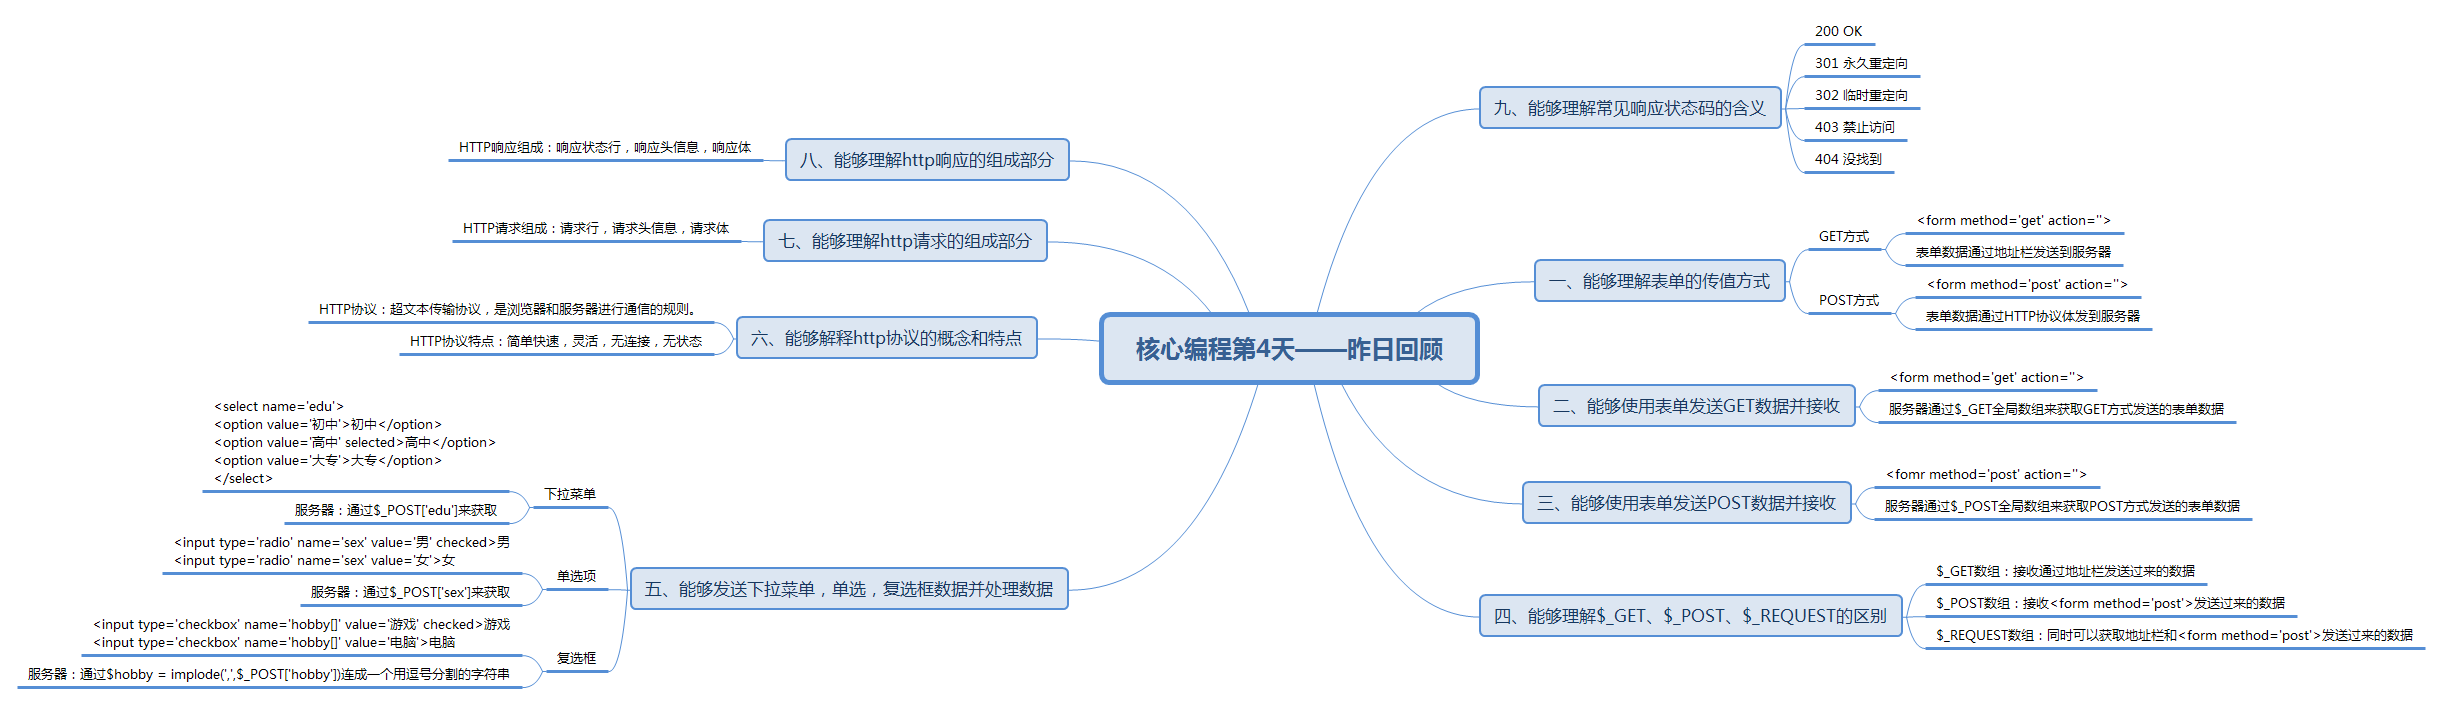 核心编程第4天——昨日回顾
九、能够理解常见响应状态码的含义
200 OK
301 永久重定向
302 临时重定向
403 禁止访问
404 没找到
一、能够理解表单的传值方式
GET方式
<form method='get' action=''>
表单数据通过地址栏发送到服务器
POST方式
<form method='post' action=''>
表单数据通过HTTP协议体发到服务器
二、能够使用表单发送GET数据并接收
<form method='get' action=''>
服务器通过$_GET全局数组来获取GET方式发送的表单数据
三、能够使用表单发送POST数据并接收
<fomr method='post' action=''>
服务器通过$_POST全局数组来获取POST方式发送的表单数据
四、能够理解$_GET、$_POST、$_REQUEST的区别
$_GET数组：接收通过地址栏发送过来的数据
$_POST数组：接收<form method='post'>发送过来的数据
$_REQUEST数组：同时可以获取地址栏和<form method='post'>发送过来的数据
八、能够理解http响应的组成部分
HTTP响应组成：响应状态行，响应头信息，响应体
七、能够理解http请求的组成部分
HTTP请求组成：请求行，请求头信息，请求体
六、能够解释http协议的概念和特点
HTTP协议：超文本传输协议，是浏览器和服务器进行通信的规则。
HTTP协议特点：简单快速，灵活，无连接，无状态
五、能够发送下拉菜单，单选，复选框数据并处理数据
下拉菜单
<select name='edu'>
<option value='初中'>初中</option>
<option value='高中' selected>高中</option>
<option value='大专'>大专</option>
</select>
服务器：通过$_POST['edu']来获取
单选项
<input type='radio' name='sex' value='男' checked>男
<input type='radio' name='sex' value='女'>女
服务器：通过$_POST['sex']来获取
复选框
<input type='checkbox' name='hobby[]' value='游戏' checked>游戏
<input type='checkbox' name='hobby[]' value='电脑'>电脑
服务器：通过$hobby = implode(',',$_POST['hobby'])连成一个用逗号分割的字符串